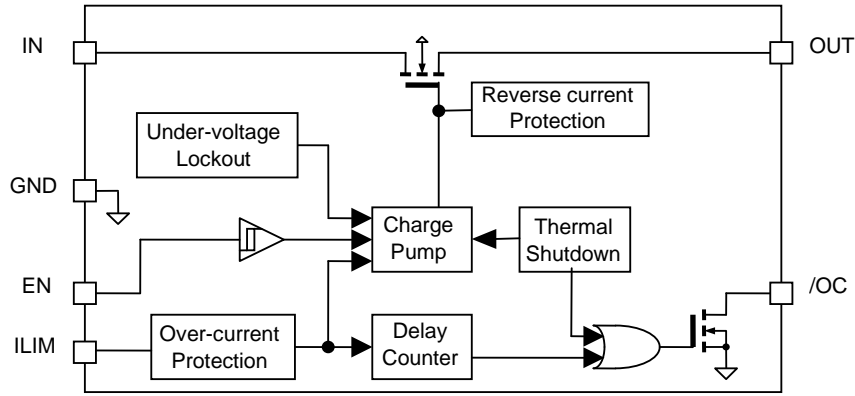 IN
OUT
Reverse current
Protection
Under-voltage
Lockout
GND
Charge
Pump
Thermal
Shutdown
EN
/OC
ILIM
Over-current
Protection
Delay
Counter